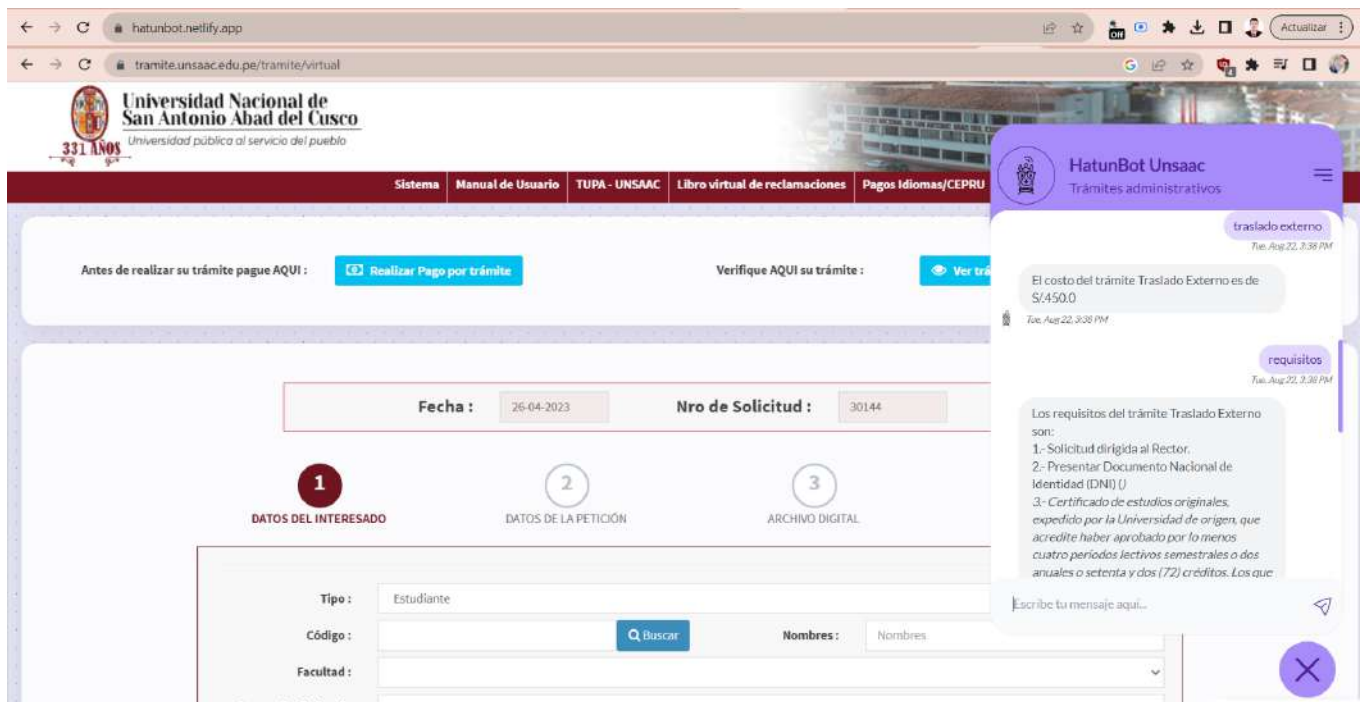 hatunbot.netlify.app
Actualizar
OFF
tramite.unsaac.edu.pe/tramite/virtual
Universidad Nacional de
San Antonio Abad del Cusco
Universidad pública al servicio del pueblo
331 AÑOS
Sistema
Manual de Usuario
TUPA - UNSAAC
Libro virtual de reclamaciones
Pagos Idiomas/CEPRU
Antes de realizar su trámite pague AQUI :
Realizar Pago por trámite
Verifique AQUI su trámite :
Ver trá
Fecha :
26-04-2023
Nro de Solicitud :
30144
1
DATOS DEL INTERESADO
2
DATOS DE LA PETICIÓN
3
ARCHIVO DIGITAL
Tipo :
Estudiante
Código :
Buscar
Nombres :
Nombres
Facultad :
HatunBot Unsaac
Trámites administrativos
traslado externo
Tue, Aug 22, 3:38 PM
El costo del trámite Traslado Externo es de
S/.450.0
Tue, Aug 22, 3:38 PM
requisitos
Tue, Aug 22, 3:38 PM
Los requisitos del trámite Traslado Externo
son:
1.- Solicitud dirigida al Rector.
2.- Presentar Documento Nacional de
Identidad (DNI) ()
3.- Certificado de estudios originales,
expedido por la Universidad de origen, que
acredite haber aprobado por lo menos
cuatro períodos lectivos semestrales o dos
anuales o setenta y dos (72) créditos. Los que
Escribe tu mensaje aquí...